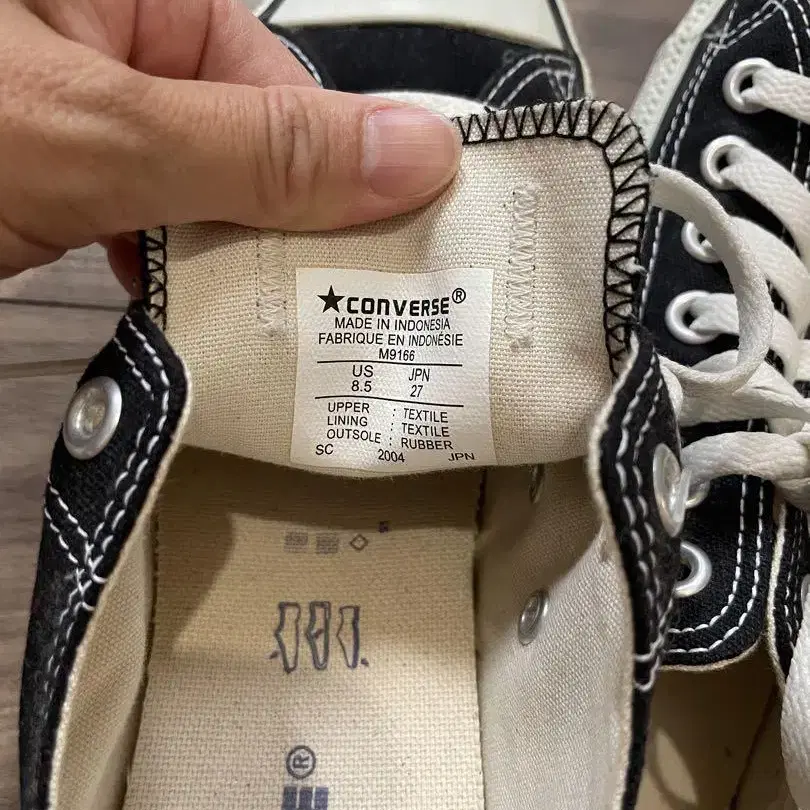 ★CONVERSE®
MADE IN INDONESIA
FABRIQUE EN INDONÉSIE
M9166
US JPN
8.5 27
UPPER : TEXTILE
LINING : TEXTILE
OUTSOLE : RUBBER
SC 2004 JPN
®